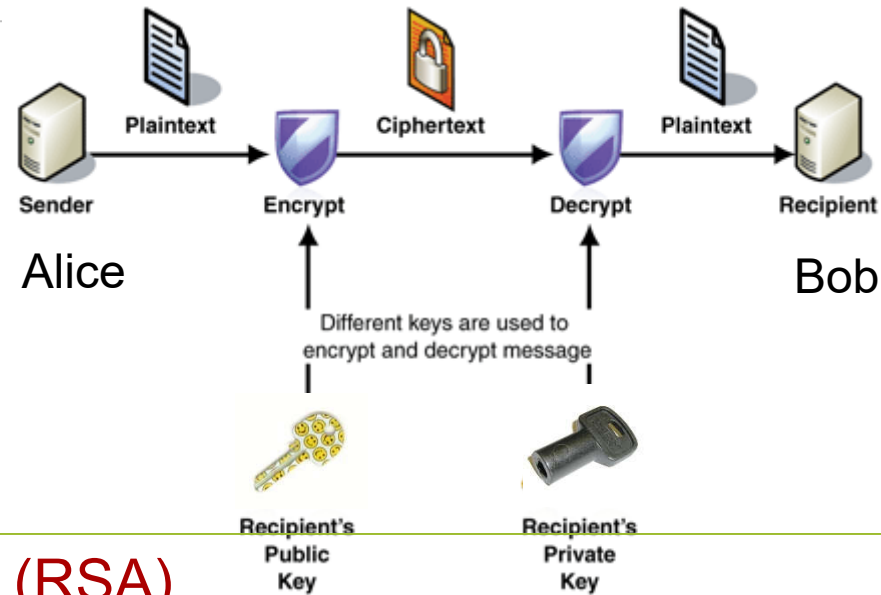 Plaintext
Ciphertext
Plaintext
Sender
Encrypt
Decrypt
Recipient
Alice
Bob
Different keys are used to
encrypt and decrypt message
Recipient's
Public
Key
Recipient's
Private
Key
(RSA)